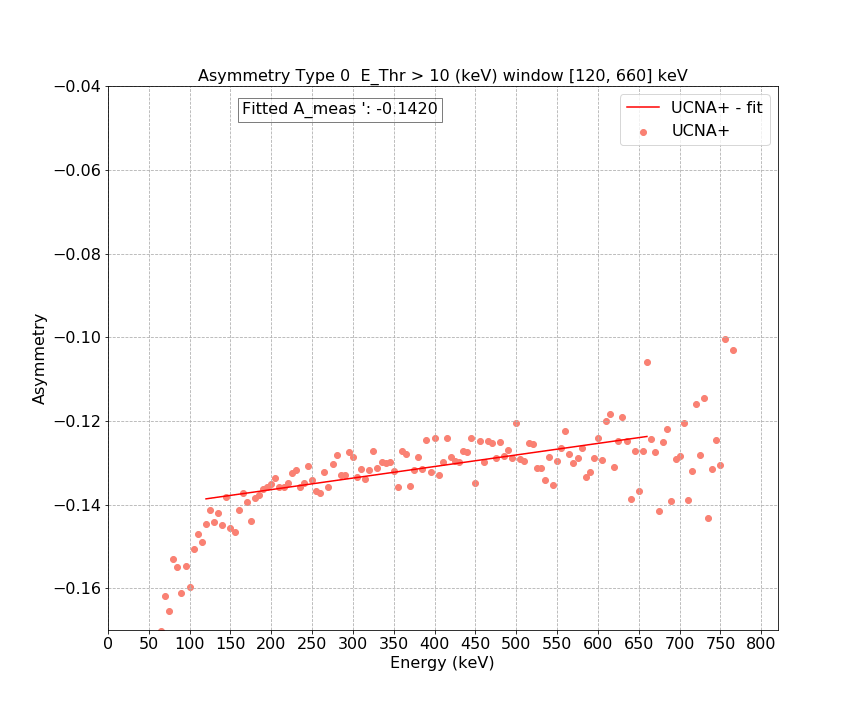 Asymmetry Type 0  E_Thr > 10 (keV) window [120, 660] keV
Fitted A_meas ': -0.1420
UCNA+ - fit
UCNA+
−0.04
−0.06
−0.08
−0.10
−0.12
−0.14
−0.16
Asymmetry
0 50 100 150 200 250 300 350 400 450 500 550 600 650 700 750 800
Energy (keV)